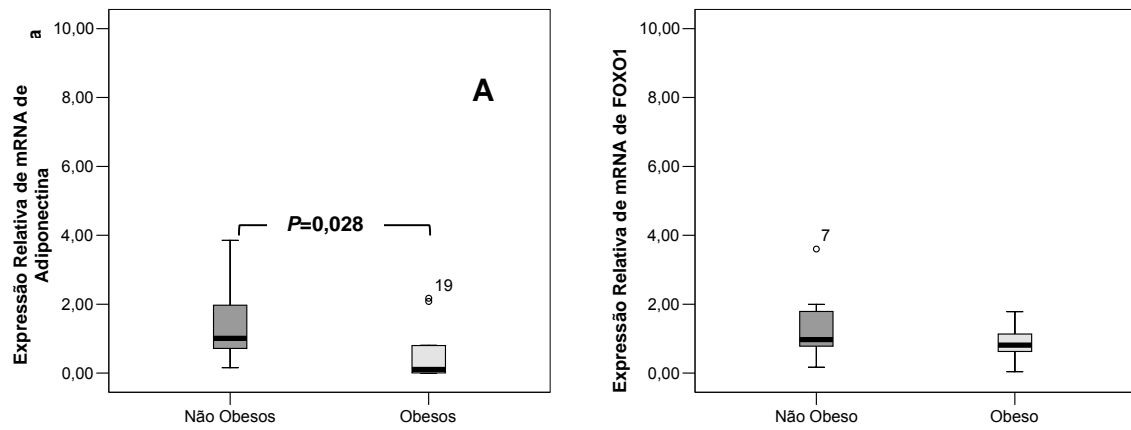 Expressão Relativa de mRNA de
Adiponectina
a
10,00
8,00
6,00
4,00
2,00
0,00
A
P=0,028
19
Não Obesos
Obesos
Expressão Relativa de mRNA de FOXO1
10,00
8,00
6,00
4,00
2,00
0,00
7
Não Obeso
Obeso